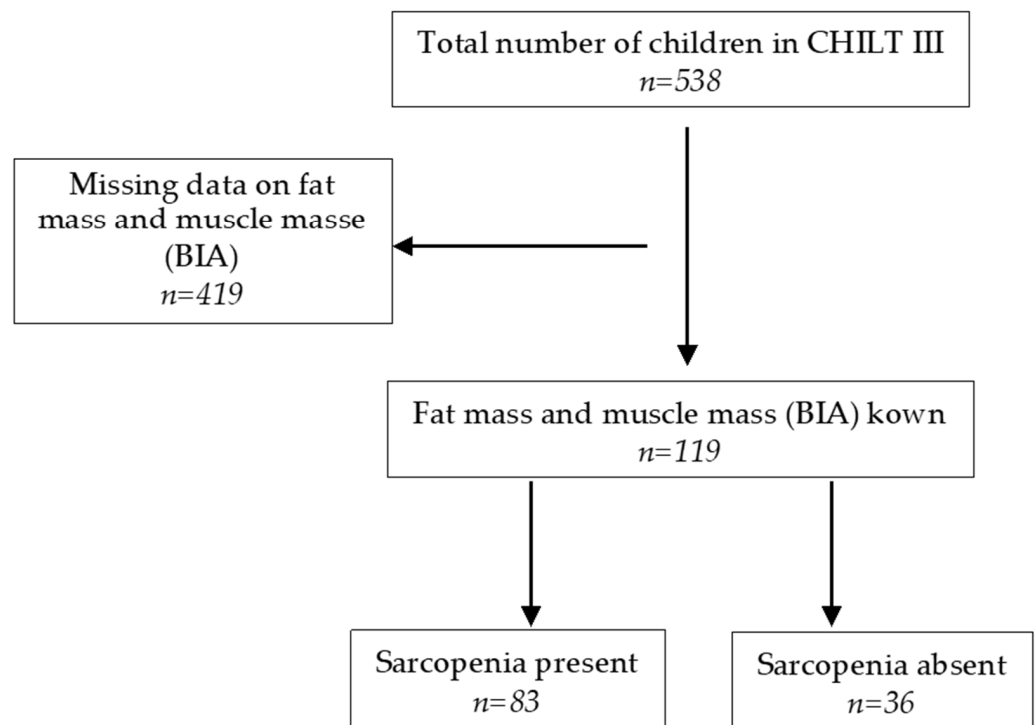 Total number of children in CHILT III
n=538
Missing data on fat
mass and muscle masse
(BIA)
n=419
Fat mass and muscle mass (BIA) kown
n=119
Sarcopenia present
n=83
Sarcopenia absent
n=36